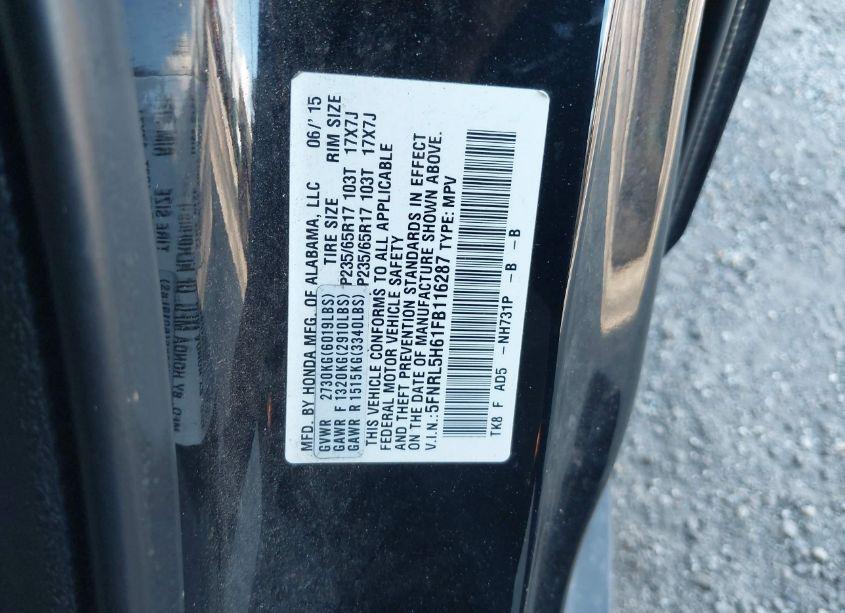 MFD. BY HONDA MFG. OF ALABAMA, LLC 06/'15
TIRE SIZE RIM SIZE
GVWR 2730KG(6019LBS)
GAWR F 1320KG(2910LBS) P235/65R17 103T 17X7J
GAWR R 1515KG(3340LBS) P235/65R17 103T 17X7J
THIS VEHICLE CONFORMS TO ALL APPLICABLE
FEDERAL MOTOR VEHICLE SAFETY
AND THEFT PREVENTION STANDARDS IN EFFECT
ON THE DATE OF MANUFACTURE SHOWN ABOVE.
V.I.N.:5FNRL5H61FB116287 TYPE: MPV
TK8 F AD5 - NH731P -B -B